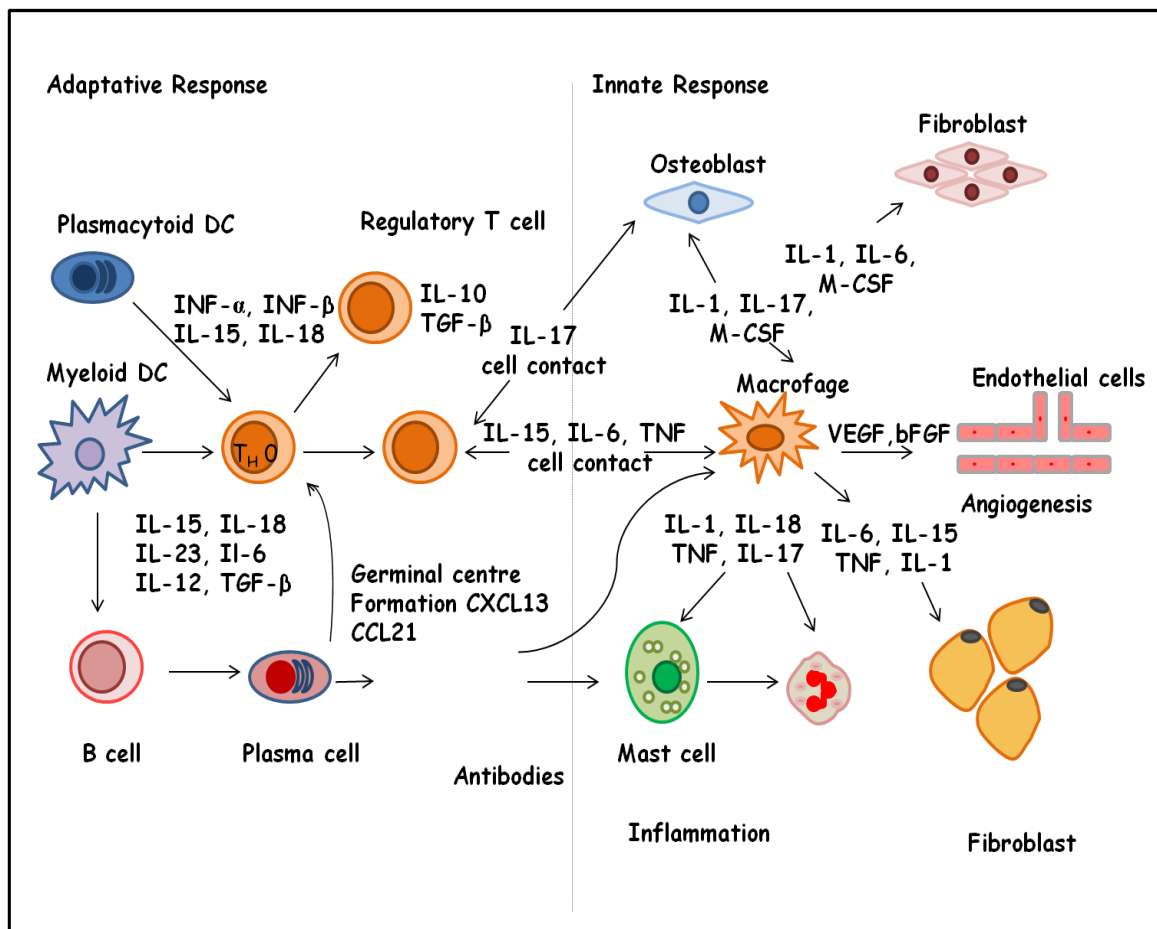 Adaptative Response
Innate Response
Fibroblast
Osteoblast
Plasmacytoid DC
Regulatory T cell
INF-α, INF-β
IL-15, IL-18
IL-10
TGF-β
IL-17
cell contact
IL-1, IL-17,
M-CSF
IL-1, IL-6,
M-CSF
Myeloid DC
Macrofage
Endothelial cells
TH0
IL-15, IL-6, TNF
cell contact
VEGF,bFGF
Angiogenesis
IL-15, IL-18
IL-23, Il-6
IL-12, TGF-β
Germinal centre
Formation CXCL13
CCL21
IL-1, IL-18
TNF, IL-17
IL-6, IL-15
TNF, IL-1
B cell
Plasma cell
Antibodies
Mast cell
Inflammation
Fibroblast